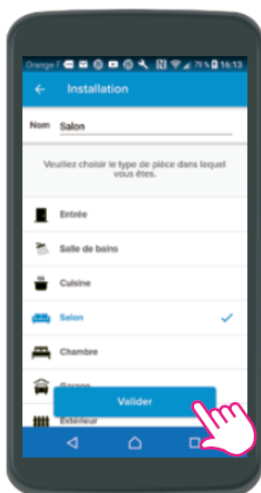 Orange F 79 % 16:13
Installation
Nom Salon
Veuillez choisir le type de pièce dans lequel
vous êtes.
Entrée
Salle de bains
Cuisine
Salon
Chambre
Garage
Valider
Extérieur